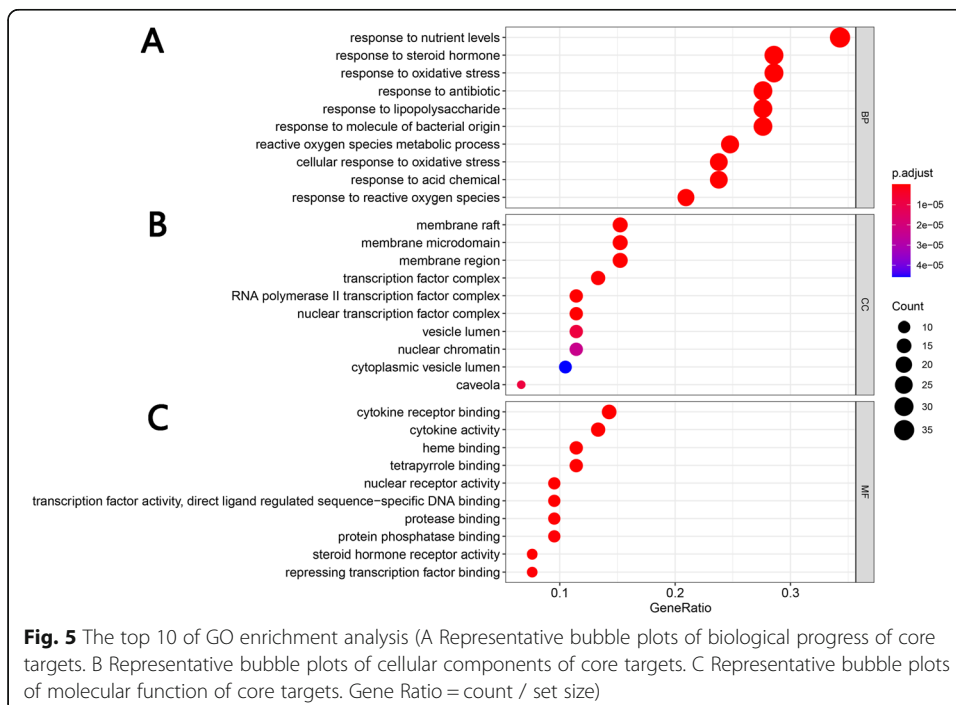 A
response to nutrient levels
response to steroid hormone
response to oxidative stress
response to antibiotic
response to lipopolysaccharide
response to molecule of bacterial origin
reactive oxygen species metabolic process
cellular response to oxidative stress
response to acid chemical
response to reactive oxygen species
BP
B
membrane raft
membrane microdomain
membrane region
transcription factor complex
RNA polymerase II transcription factor complex
nuclear transcription factor complex
vesicle lumen
nuclear chromatin
cytoplasmic vesicle lumen
caveola
CC
C
cytokine receptor binding
cytokine activity
heme binding
tetrapyrrole binding
nuclear receptor activity
transcription factor activity, direct ligand regulated sequence−specific DNA binding
protease binding
protein phosphatase binding
steroid hormone receptor activity
repressing transcription factor binding
MF
0.1 0.2 0.3
GeneRatio
p.adjust
1e−05
2e−05
3e−05
4e−05
Count
10
15
20
25
30
35
Fig. 5 The top 10 of GO enrichment analysis (A Representative bubble plots of biological progress of core
targets. B Representative bubble plots of cellular components of core targets. C Representative bubble plots
of molecular function of core targets. Gene Ratio = count / set size)